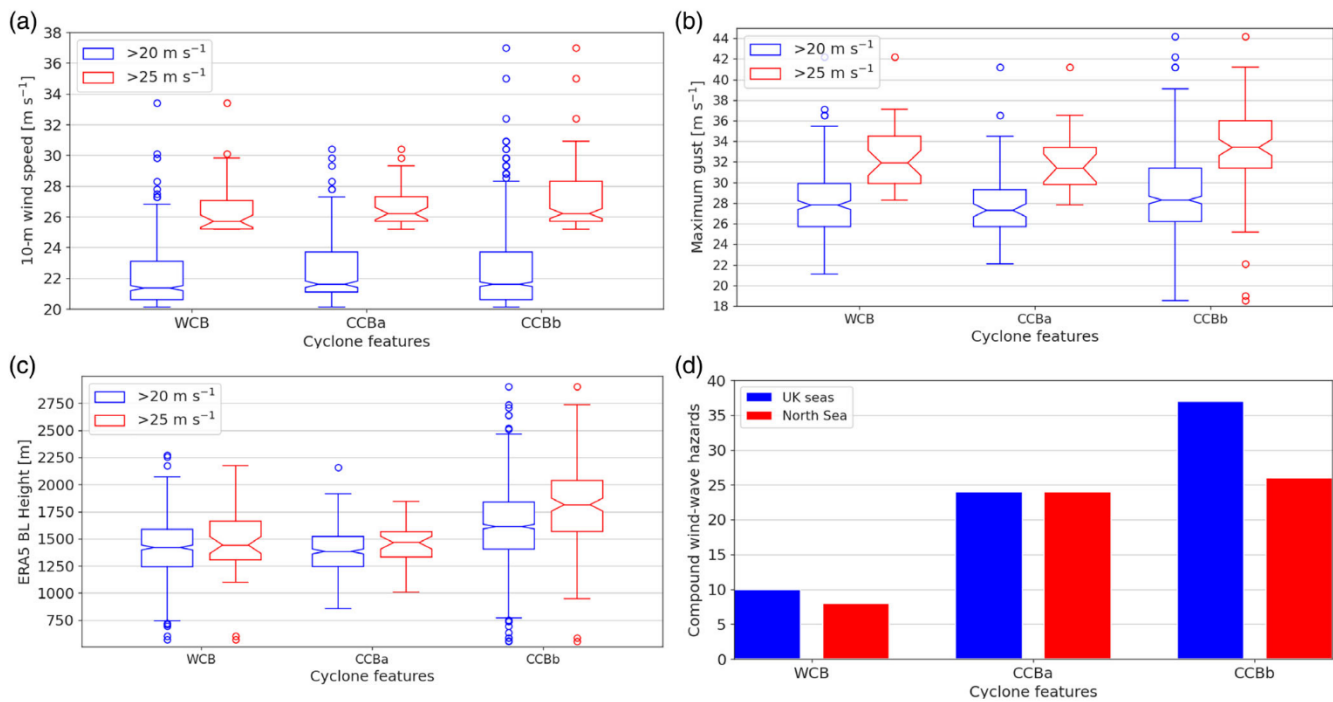 (a)
38
36
34
32
30
28
26
24
22
20
10-m wind speed [m s⁻¹]
>20 m s⁻¹
>25 m s⁻¹
WCB CCBa CCBb
Cyclone features
(b)
44
42
40
38
36
34
32
30
28
26
24
22
20
18
Maximum gust [m s⁻¹]
>20 m s⁻¹
>25 m s⁻¹
WCB CCBa CCBb
Cyclone features
(c)
2750
2500
2250
2000
1750
1500
1250
1000
750
ERA5 BL Height [m]
>20 m s⁻¹
>25 m s⁻¹
WCB CCBa CCBb
Cyclone features
(d)
40
35
30
25
20
15
10
5
0
Compound wind-wave hazards
UK seas
North Sea
WCB CCBa CCBb
Cyclone features